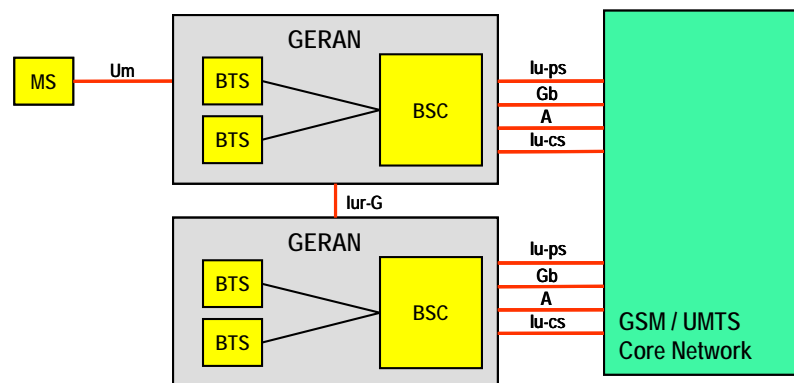 GERAN
MS
Um
BTS
BTS
BSC
Iu-ps
Gb
A
Iu-cs
Iur-G
GERAN
BTS
BTS
BSC
Iu-ps
Gb
A
Iu-cs
GSM / UMTS
Core Network